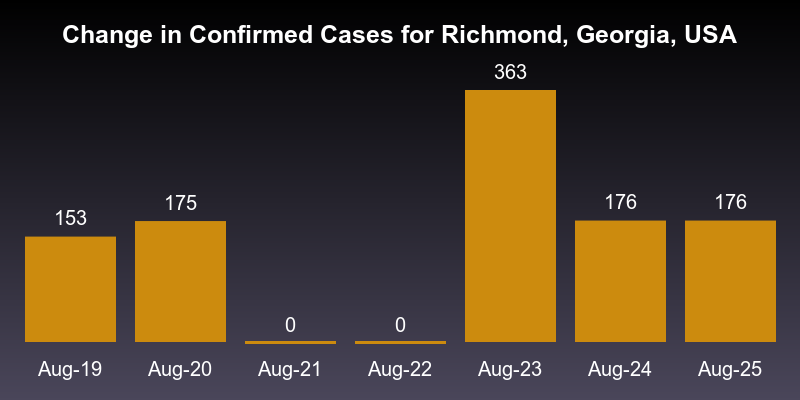 Change in Confirmed Cases for Richmond, Georgia, USA
363
153
175
0
0
176
176
Aug-19
Aug-20
Aug-21
Aug-22
Aug-23
Aug-24
Aug-25